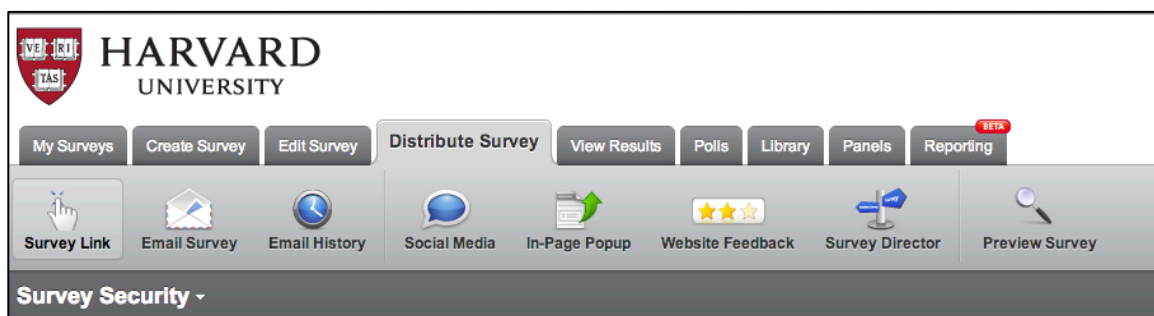 VE RI
TAS
HARVARD
UNIVERSITY
BETA
My Surveys Create Survey Edit Survey Distribute Survey View Results Polls Library Panels Reporting
Survey Link Email Survey Email History Social Media In-Page Popup Website Feedback Survey Director Preview Survey
Survey Security